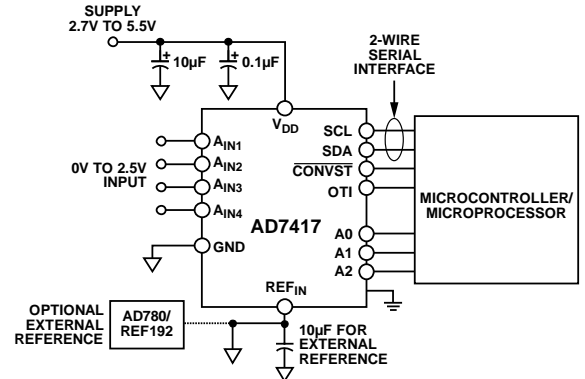 SUPPLY
2.7V TO 5.5V
10µF
0.1µF
2-WIRE
SERIAL
INTERFACE
VDD
AIN1
AIN2
AIN3
AIN4
0V TO 2.5V
INPUT
GND
AD7417
SCL
SDA
CONVST
OTI
A0
A1
A2
MICROCONTROLLER/
MICROPROCESSOR
REFIN
OPTIONAL
EXTERNAL
REFERENCE
AD780/
REF192
10µF FOR
EXTERNAL
REFERENCE